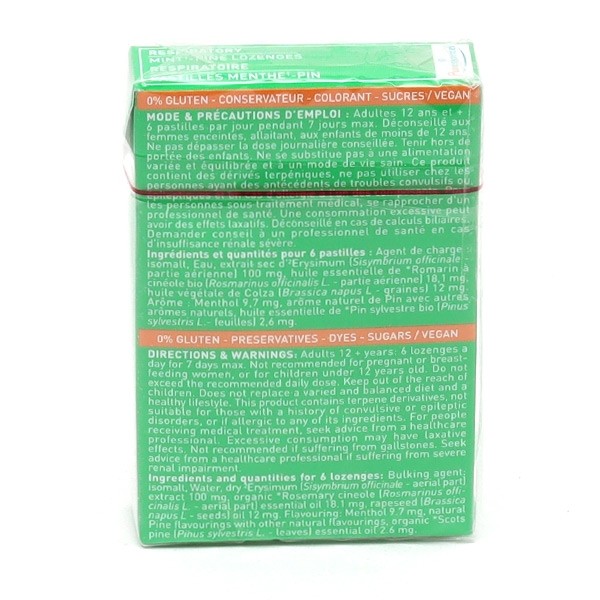 RESPIRATORY
MINT*-PINE LOZENGES
RESPIRATOIRE
PASTILLES MENTHE*-PIN
0% GLUTEN - CONSERVATEUR - COLORANT - SUCRES / VEGAN
MODE & PRÉCAUTIONS D'EMPLOI : Adultes 12 ans et + :
6 pastilles par jour pendant 7 jours max. Déconseillé aux
femmes enceintes, allaitant, aux enfants de moins de 12 ans.
Ne pas dépasser la dose journalière conseillée. Tenir hors de
portée des enfants. Ne se substitue pas à une alimentation
variée et équilibrée et à un mode de vie sain. Ce produit
contient des dérivés terpéniques, ne pas utiliser chez les
personnes ayant des antécédents de troubles convulsifs ou
épileptiques et en cas
les personnes sous traitement médical, se rapprocher d'un
professionnel de santé. Une consommation excessive peut
avoir des effets laxatifs. Déconseillé en cas de calculs biliaires.
Demander conseil à un professionnel de santé en cas
d'insuffisance rénale sévère.
Ingrédients et quantités pour 6 pastilles : Agent de charge :
Isomalt, Eau, extrait sec d'*Erysimum (Sisymbrium officinale -
partie aérienne) 100 mg, huile essentielle de *Romarin à
cinéole bio (Rosmarinus officinalis L. - partie aérienne) 18,1 mg,
huile végétale de Colza (Brassica napus L - graines) 12 mg.
Arôme : Menthol 9,7 mg, arôme naturel de Pin avec autres
arômes naturels, huile essentielle de *Pin sylvestre bio (Pinus
sylvestris L.- feuilles) 2,6 mg.
0% GLUTEN - PRESERVATIVES - DYES - SUGARS / VEGAN
DIRECTIONS & WARNINGS: Adults 12 + years: 6 lozenges a
day for 7 days max. Not recommended for pregnant or breast-
feeding women, or for children under 12 years old. Do not
exceed the recommended daily dose. Keep out of the reach of
children. Does not replace a varied and balanced diet and a
healthy lifestyle. This product contains terpene derivatives, not
suitable for those with a history of convulsive or epileptic
disorders, or if allergic to any of its ingredients. For people
receiving medical treatment, seek advice from a healthcare
professional. Excessive consumption may have laxative
effects. Not recommended if suffering from gallstones. Seek
advice from a healthcare professional if suffering from severe
renal impairment.
Ingredients and quantities for 6 lozenges: Bulking agent:
isomalt, Water, dry *Erysimum (Sisymbrium officinale - aerial part)
extract 100 mg, organic *Rosemary cineole (Rosmarinus offi-
cinalis L. - aerial part) essential oil 18.1 mg, rapeseed (Brassica
napus L - seeds) oil 12 mg. Flavouring: Menthol 9.7 mg, natural
Pine flavourings with other natural flavourings, organic *Scots
pine (Pinus sylvestris L. - leaves) essential oil 2.6 mg.